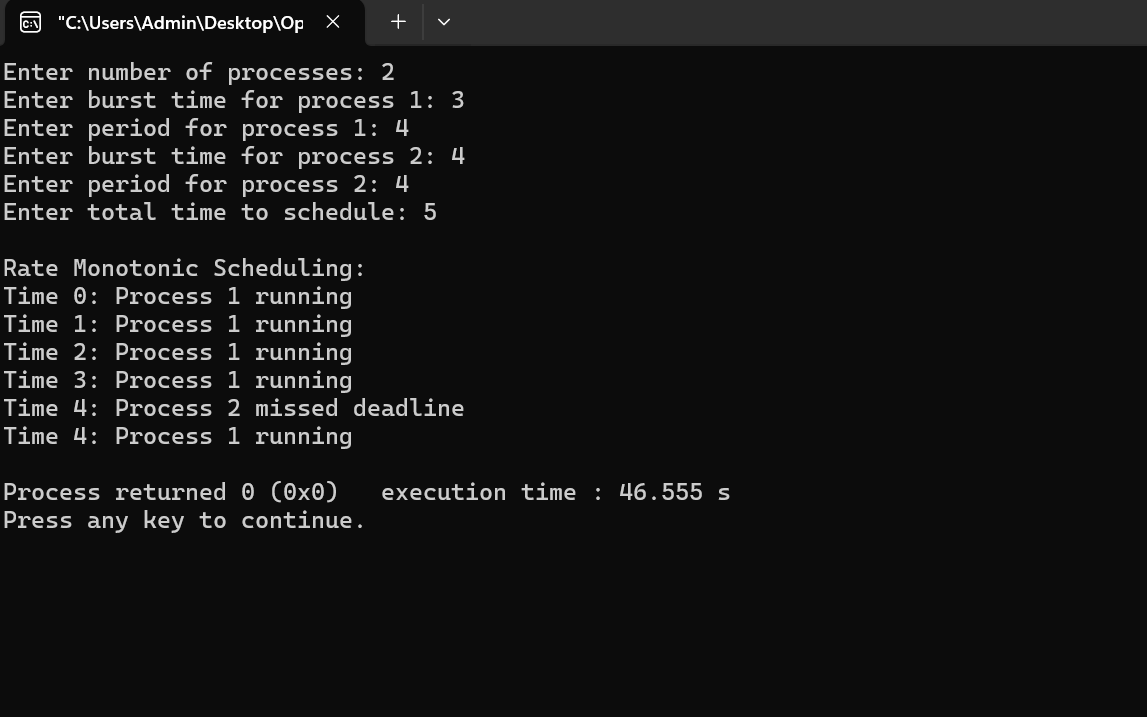 "C:\Users\Admin\Desktop\Op
Enter number of processes: 2
Enter burst time for process 1: 3
Enter period for process 1: 4
Enter burst time for process 2: 4
Enter period for process 2: 4
Enter total time to schedule: 5
Rate Monotonic Scheduling:
Time 0: Process 1 running
Time 1: Process 1 running
Time 2: Process 1 running
Time 3: Process 1 running
Time 4: Process 2 missed deadline
Time 4: Process 1 running
Process returned 0 (0x0)   execution time : 46.555 s
Press any key to continue.